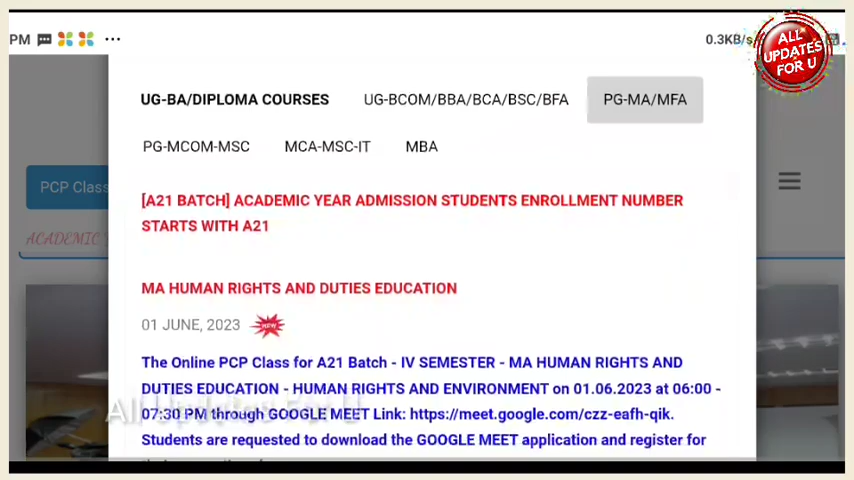 PM
0.3KB/s
ALL
UPDATES
FOR U
UG-BA/DIPLOMA COURSES UG-BCOM/BBA/BCA/BSC/BFA PG-MA/MFA
PG-MCOM-MSC MCA-MSC-IT MBA
PCP Class
[A21 BATCH] ACADEMIC YEAR ADMISSION STUDENTS ENROLLMENT NUMBER
STARTS WITH A21
ACADEMIC
MA HUMAN RIGHTS AND DUTIES EDUCATION
01 JUNE, 2023 NEW
The Online PCP Class for A21 Batch - IV SEMESTER - MA HUMAN RIGHTS AND
DUTIES EDUCATION - HUMAN RIGHTS AND ENVIRONMENT on 01.06.2023 at 06:00 -
07:30 PM through GOOGLE MEET Link: https://meet.google.com/czz-eafh-qik.
All Updates For U
Students are requested to download the GOOGLE MEET application and register for